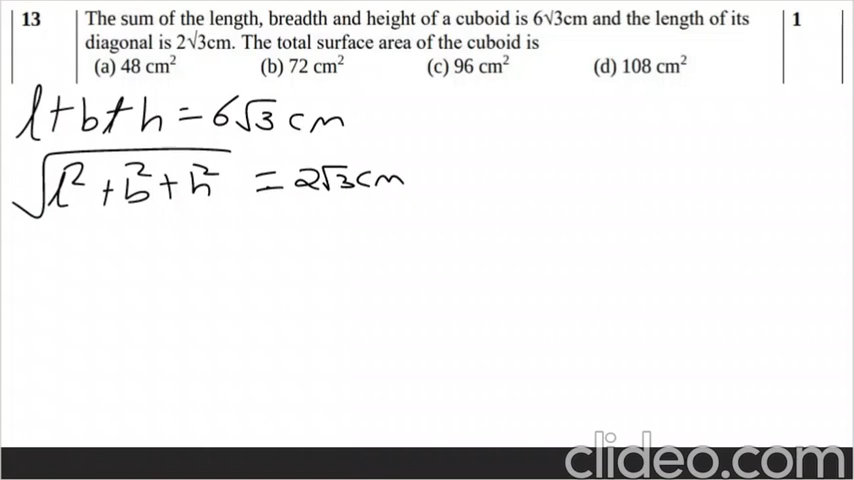 13 The sum of the length, breadth and height of a cuboid is 6√3cm and the length of its 1
diagonal is 2√3cm. The total surface area of the cuboid is
(a) 48 cm² (b) 72 cm² (c) 96 cm² (d) 108 cm²
l+b+h=6√3 cm
√l²+b²+h² = 2√3cm
clideo.com